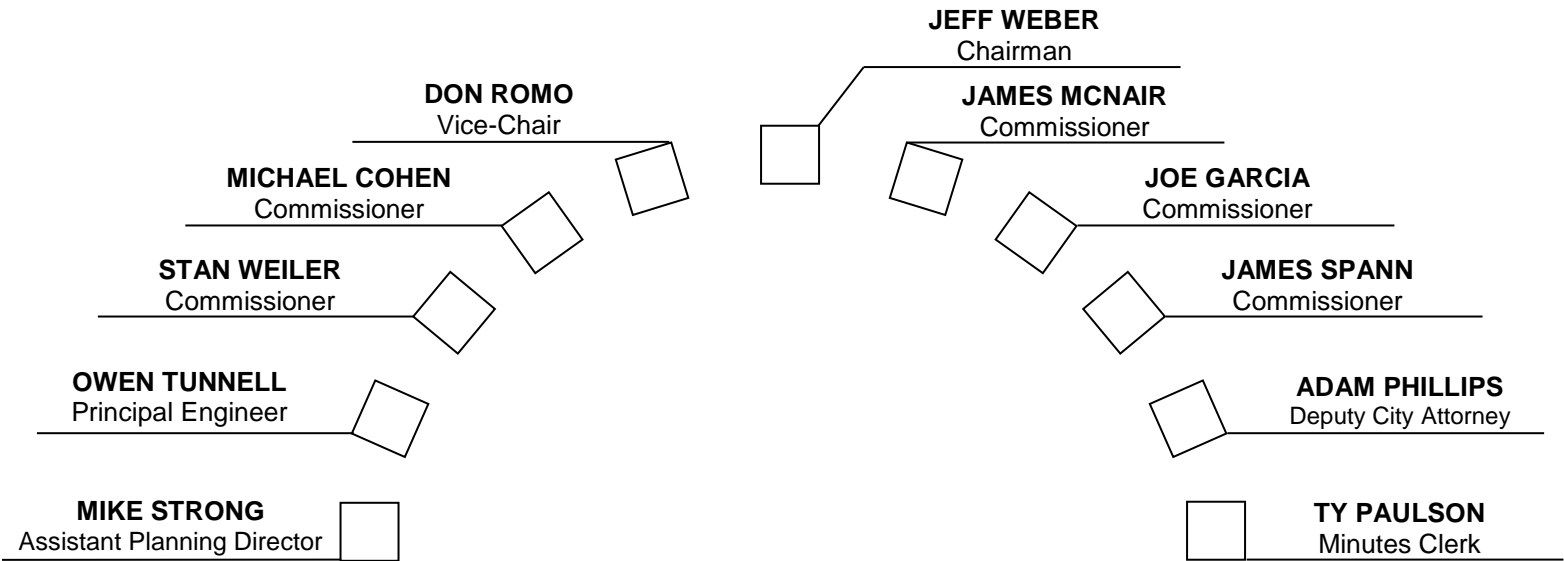 JEFF WEBER
Chairman
DON ROMO
Vice-Chair
JAMES MCNAIR
Commissioner
MICHAEL COHEN
Commissioner
JOE GARCIA
Commissioner
STAN WEILER
Commissioner
JAMES SPANN
Commissioner
OWEN TUNNELL
Principal Engineer
ADAM PHILLIPS
Deputy City Attorney
MIKE STRONG
Assistant Planning Director
TY PAULSON
Minutes Clerk